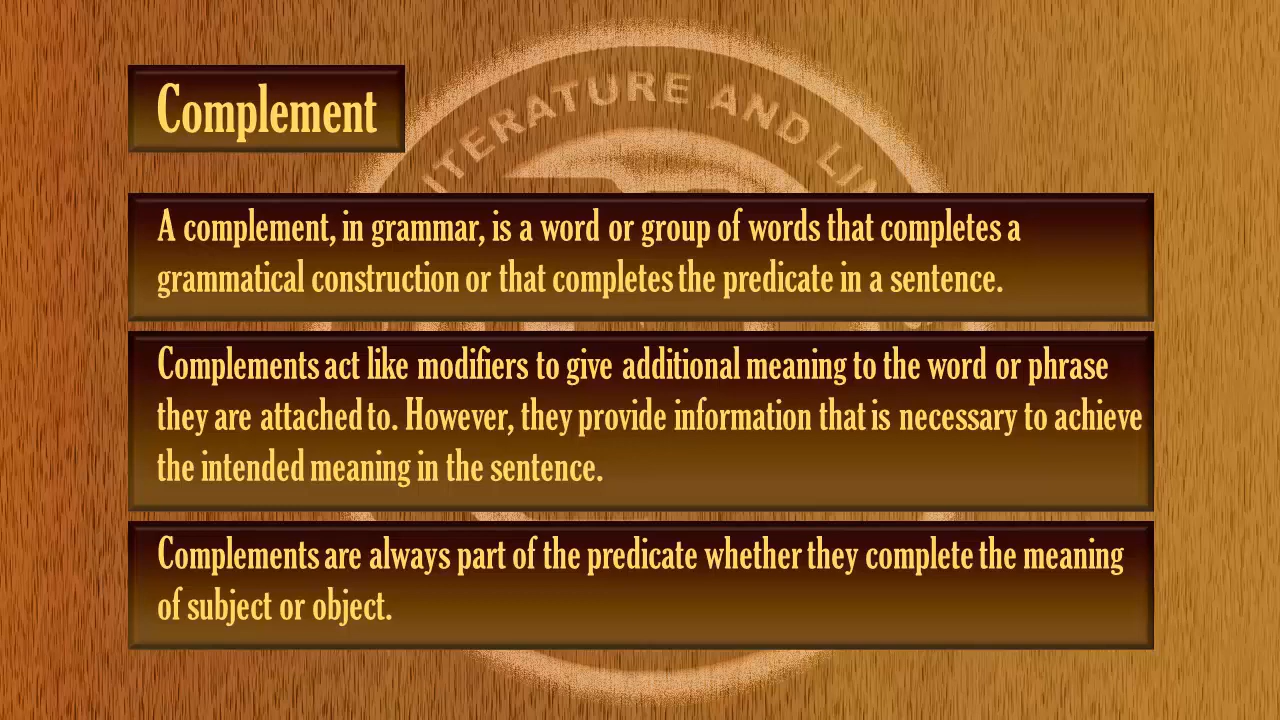 LITERATURE AND
Complement
A complement, in grammar, is a word or group of words that completes a
grammatical construction or that completes the predicate in a sentence.
Complements act like modifiers to give additional meaning to the word or phrase
they are attached to. However, they provide information that is necessary to achieve
the intended meaning in the sentence.
Complements are always part of the predicate whether they complete the meaning
of subject or object.